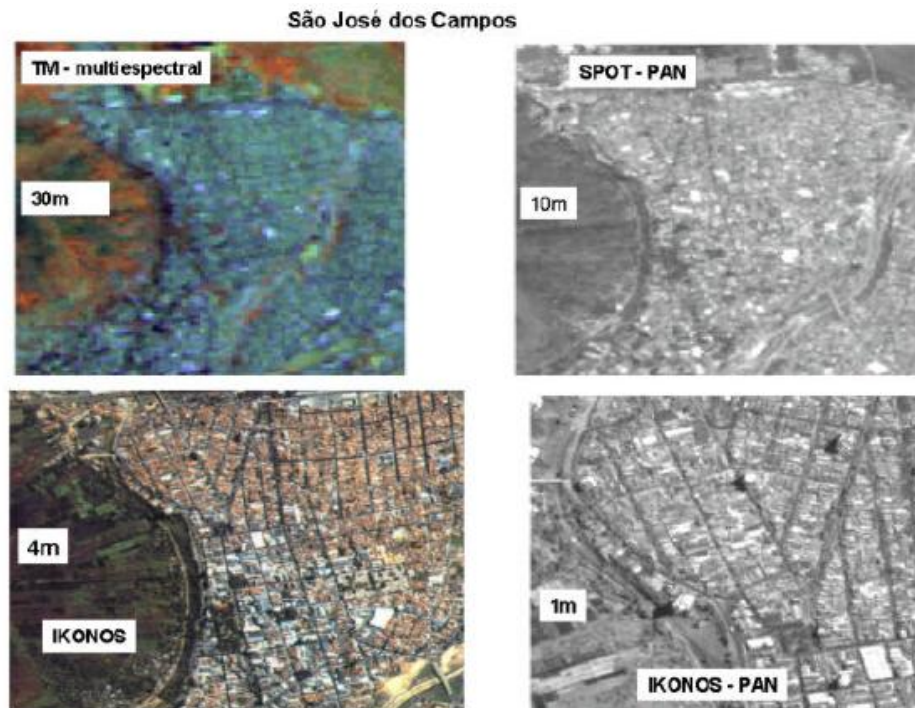 São José dos Campos
TM - multiespectral
SPOT - PAN
30m
10m
4m
IKONOS
1m
IKONOS - PAN